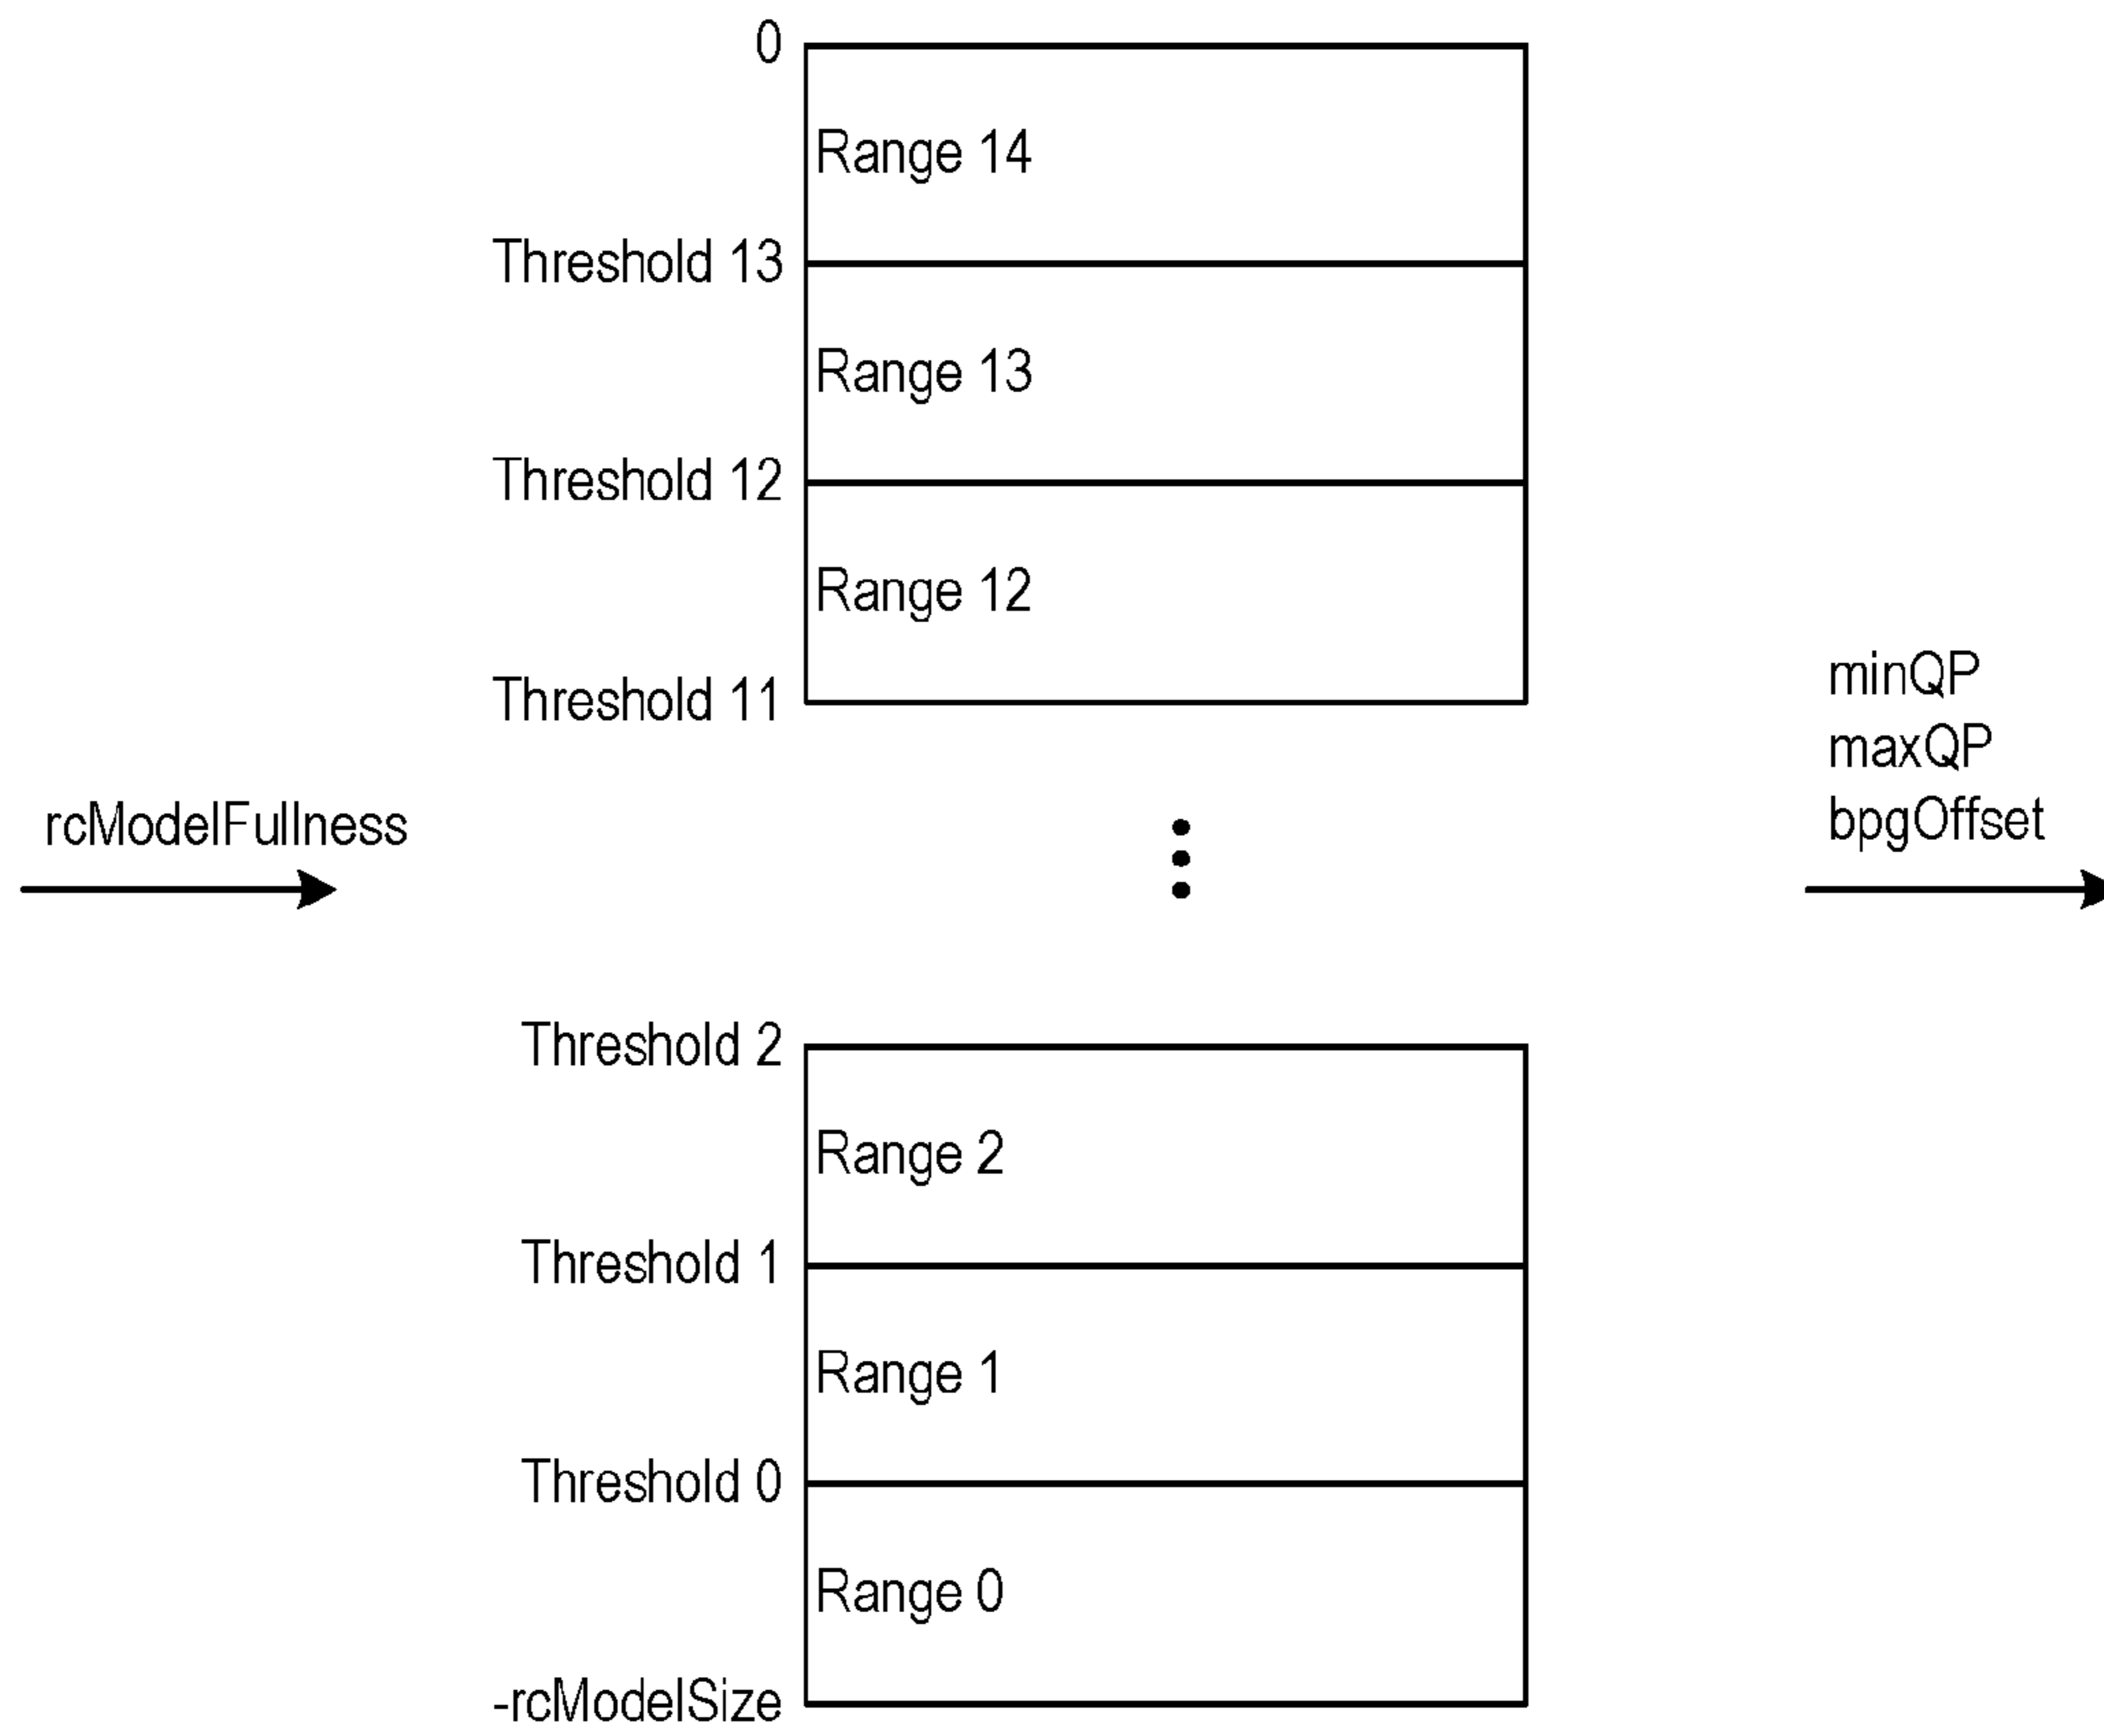 0
Range 14
Threshold 13
Range 13
Threshold 12
Range 12
Threshold 11
minQP
maxQP
bpgOffset
rcModelFullness
Threshold 2
Range 2
Threshold 1
Range 1
Threshold 0
Range 0
-rcModelSize